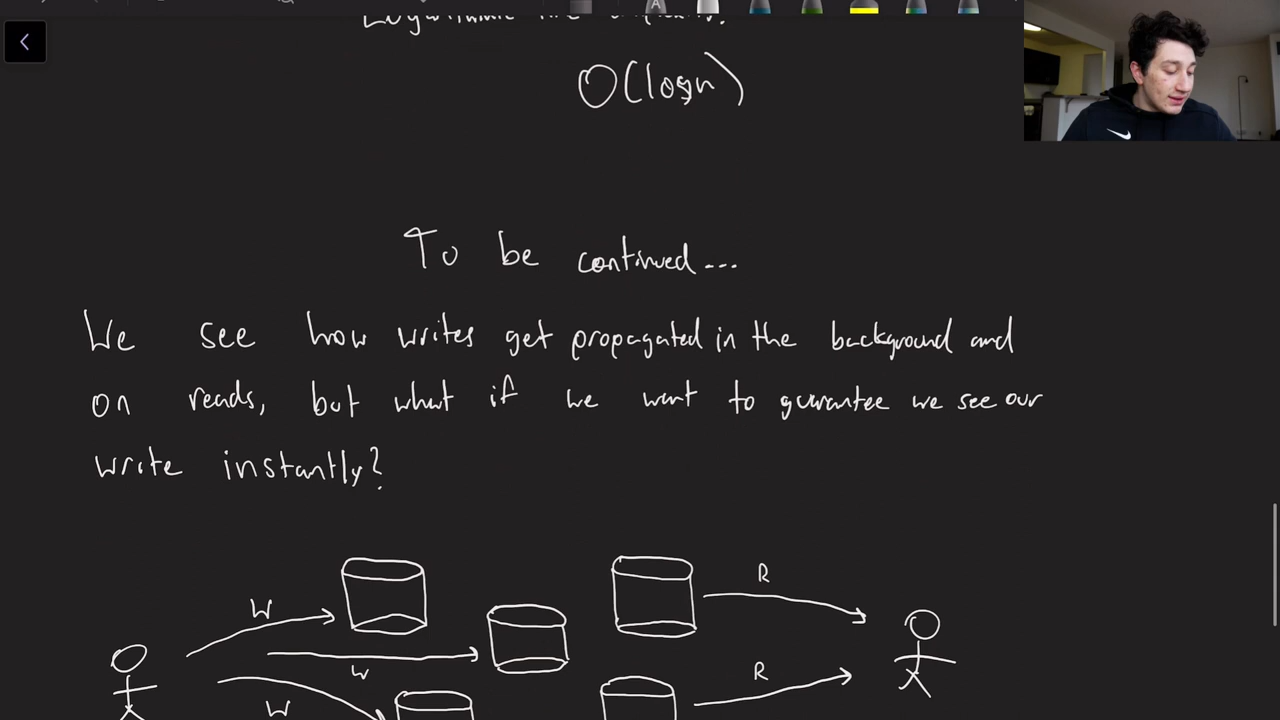 O(logn)
To be continued...
We see how writes get propagated in the background and
on reads, but what if we want to guarantee we see our
write instantly?
W
R
W
R
W